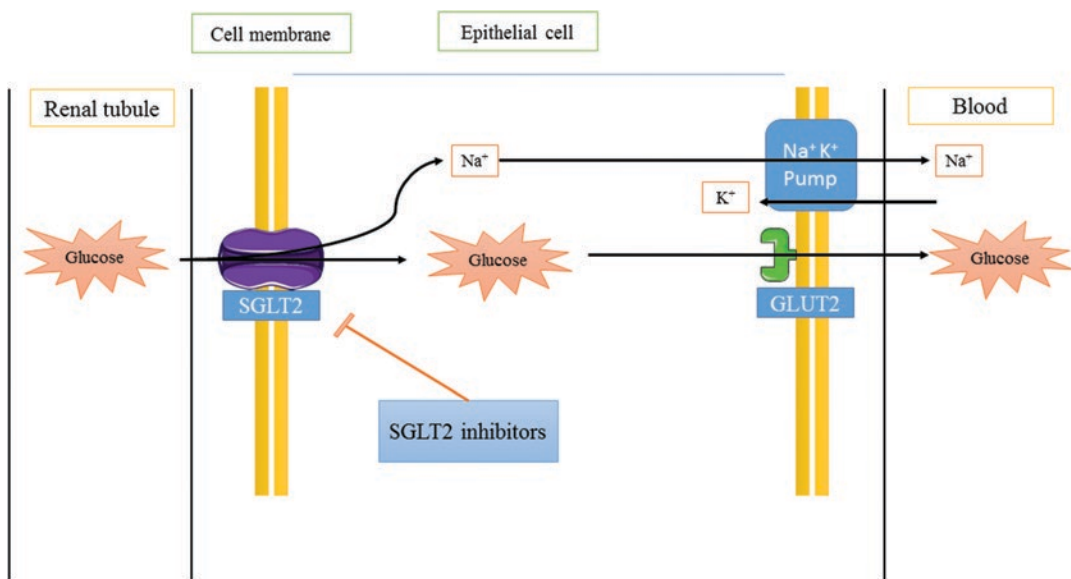 Cell membrane
Epithelial cell
Renal tubule
Blood
Na⁺
Na⁺ K⁺
Pump
Na⁺
K⁺
Glucose
Glucose
Glucose
SGLT2
GLUT2
SGLT2 inhibitors